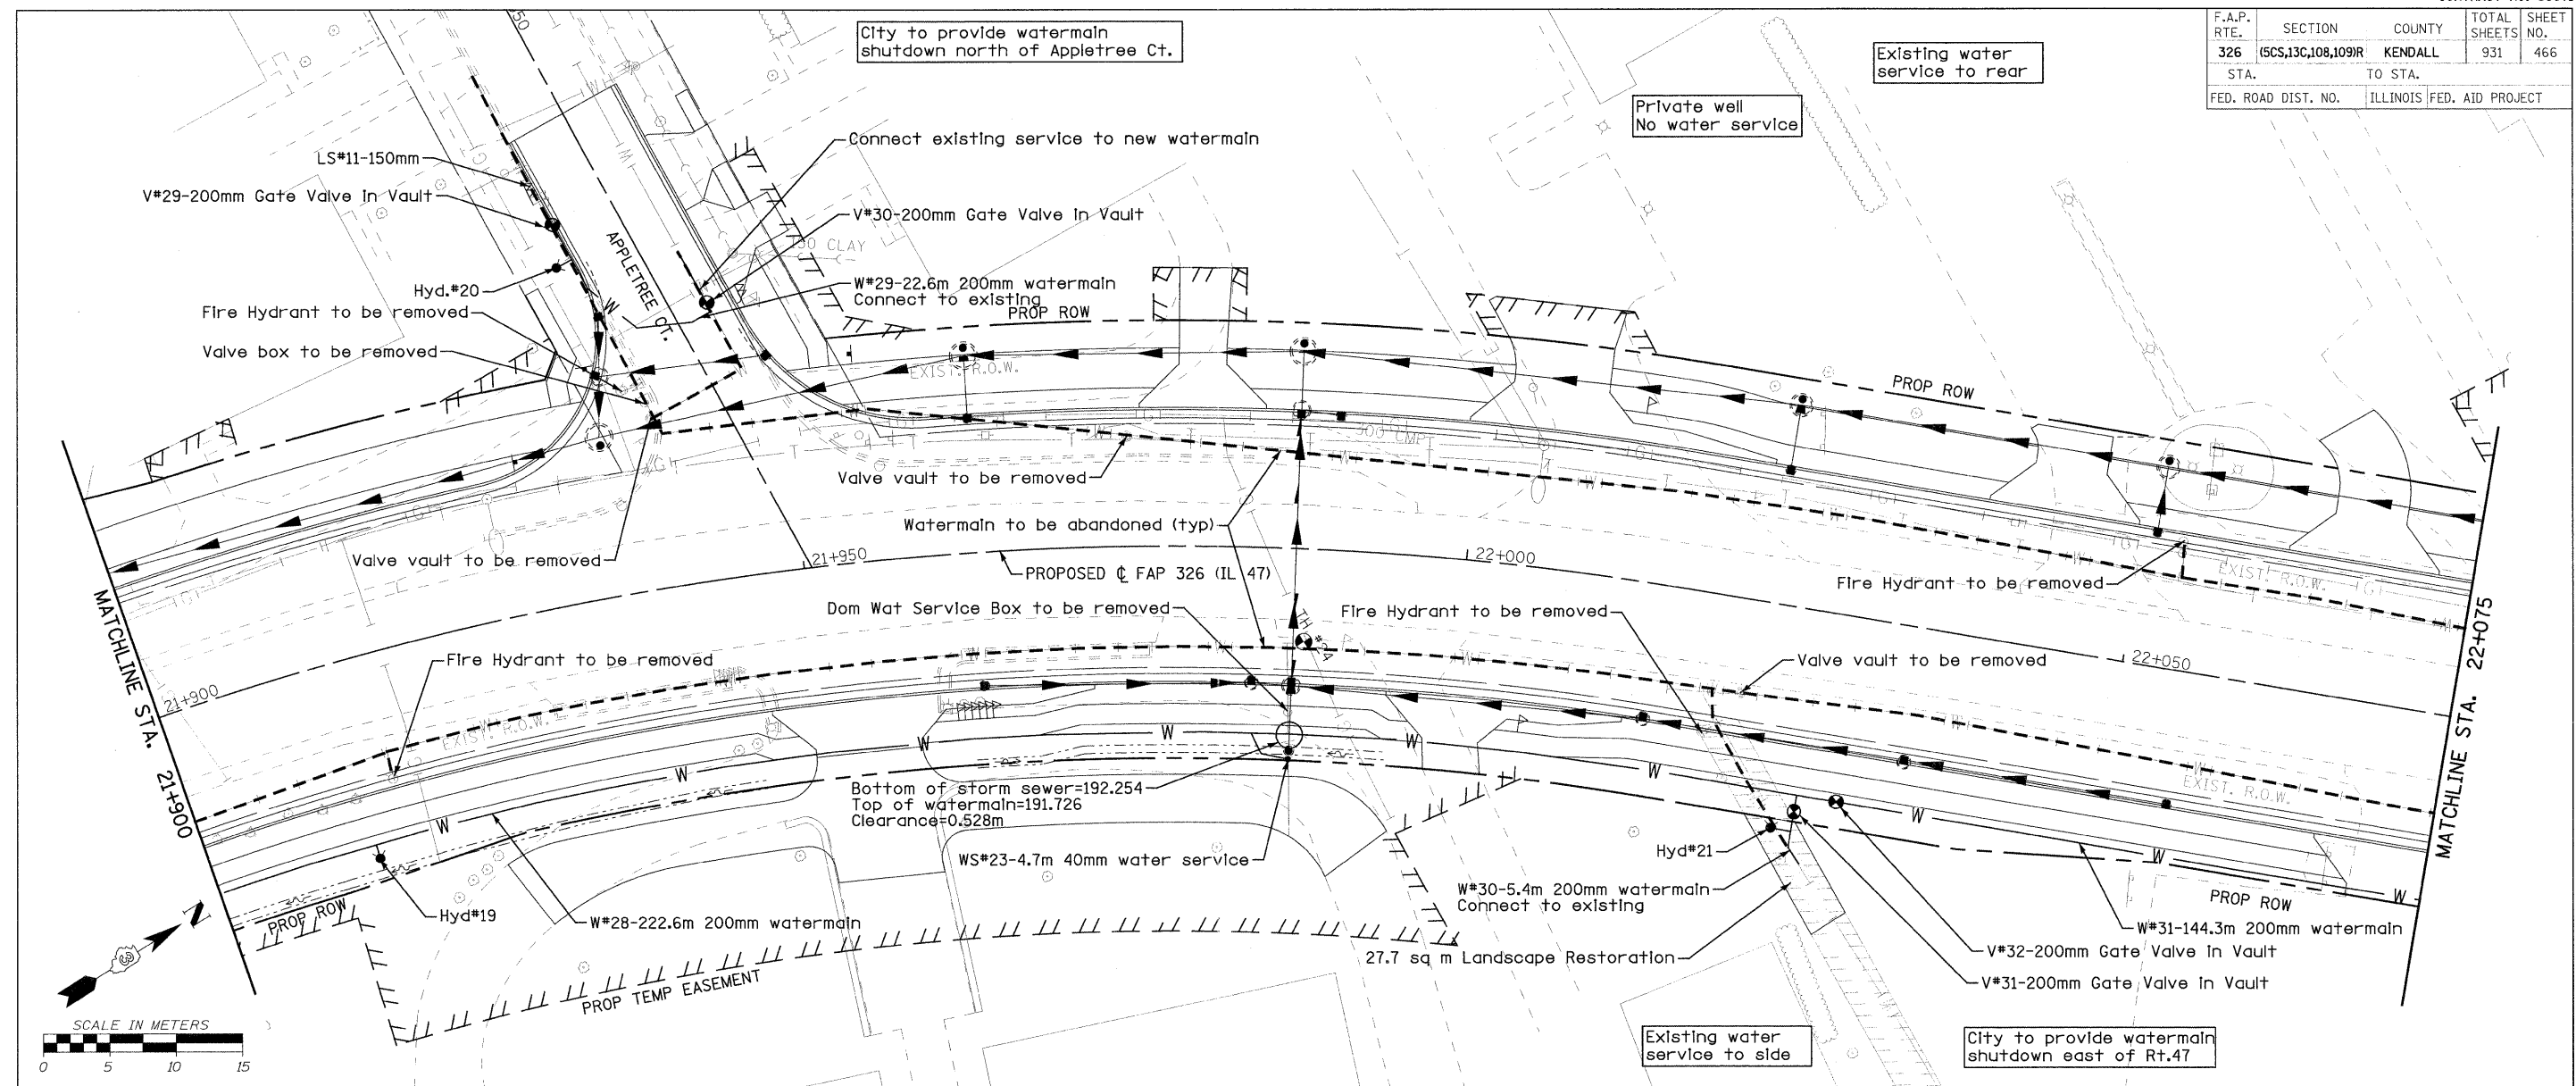 F.A.P. RTE. SECTION COUNTY TOTAL SHEETS SHEET NO.
326 (5CS,13C,108,109)R KENDALL 931 466
STA. TO STA.
FED. ROAD DIST. NO. ILLINOIS FED. AID PROJECT
City to provide watermain
shutdown north of Appletree Ct.
Existing water
service to rear
Private well
No water service
Connect existing service to new watermain
LS#11-150mm
V#29-200mm Gate Valve in Vault
V#30-200mm Gate Valve in Vault
150 CLAY
APPLETREE CT.
W#29-22.6m 200mm watermain
Connect to existing
Hyd.#20
Fire Hydrant to be removed
Valve box to be removed
PROP ROW
EXIST. R.O.W.
PROP ROW
300 CMP
Valve vault to be removed
Watermain to be abandoned (typ)
Valve vault to be removed
21+950
22+000
PROPOSED ℄ FAP 326 (IL 47)
Fire Hydrant to be removed
EXIST. R.O.W.
Dom Wat Service Box to be removed
Fire Hydrant to be removed
Fire Hydrant to be removed
Valve vault to be removed
22+050
21+900
EXIST. R.O.W.
EXIST. R.O.W.
MATCHLINE STA. 21+900
MATCHLINE STA. 22+075
W
W
W
W
W
W
W
W
W
Bottom of storm sewer=192.254
Top of watermain=191.726
Clearance=0.528m
WS#23-4.7m 40mm water service
Hyd#21
W#30-5.4m 200mm watermain
Connect to existing
PROP ROW
PROP ROW
Hyd#19
W#28-222.6m 200mm watermain
W#31-144.3m 200mm watermain
27.7 sq m Landscape Restoration
V#32-200mm Gate Valve in Vault
V#31-200mm Gate Valve in Vault
PROP TEMP EASEMENT
N
3
SCALE IN METERS
0 5 10 15
Existing water
service to side
City to provide watermain
shutdown east of Rt.47